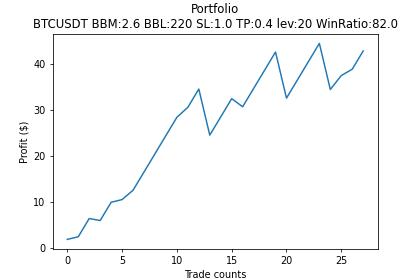 Portfolio
BTCUSDT BBM:2.6 BBL:220 SL:1.0 TP:0.4 lev:20 WinRatio:82.0
40
30
20
10
0
Profit ($)
0 5 10 15 20 25
Trade counts